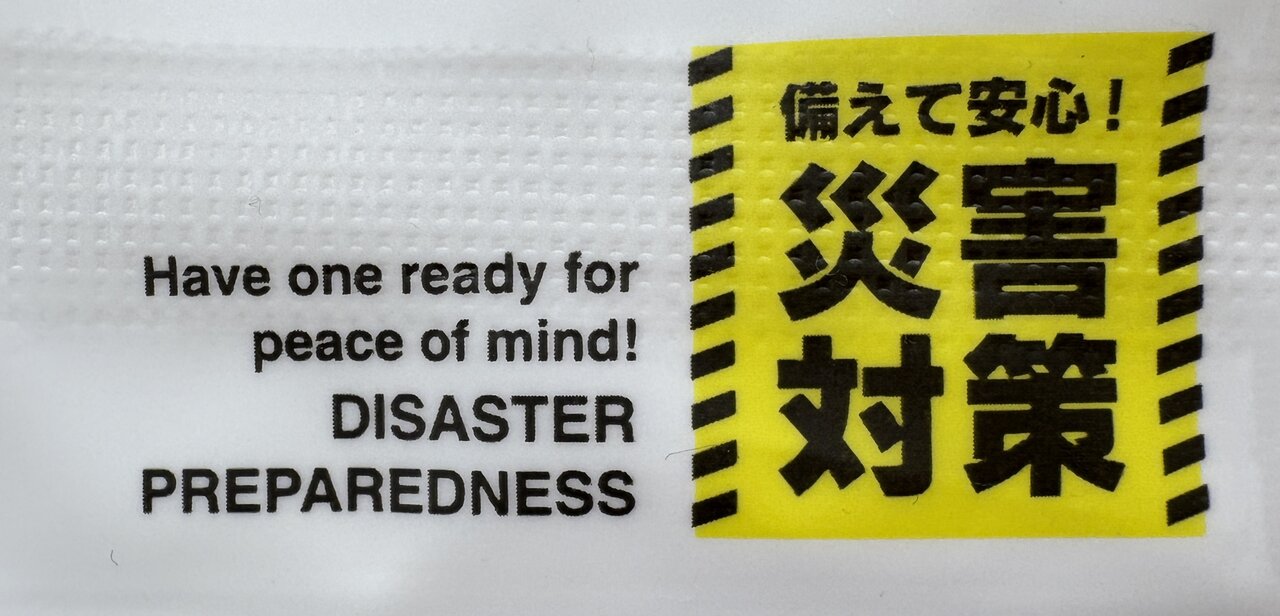 Have one ready for
peace of mind!
DISASTER
PREPAREDNESS
備えて安心!
災害
対策